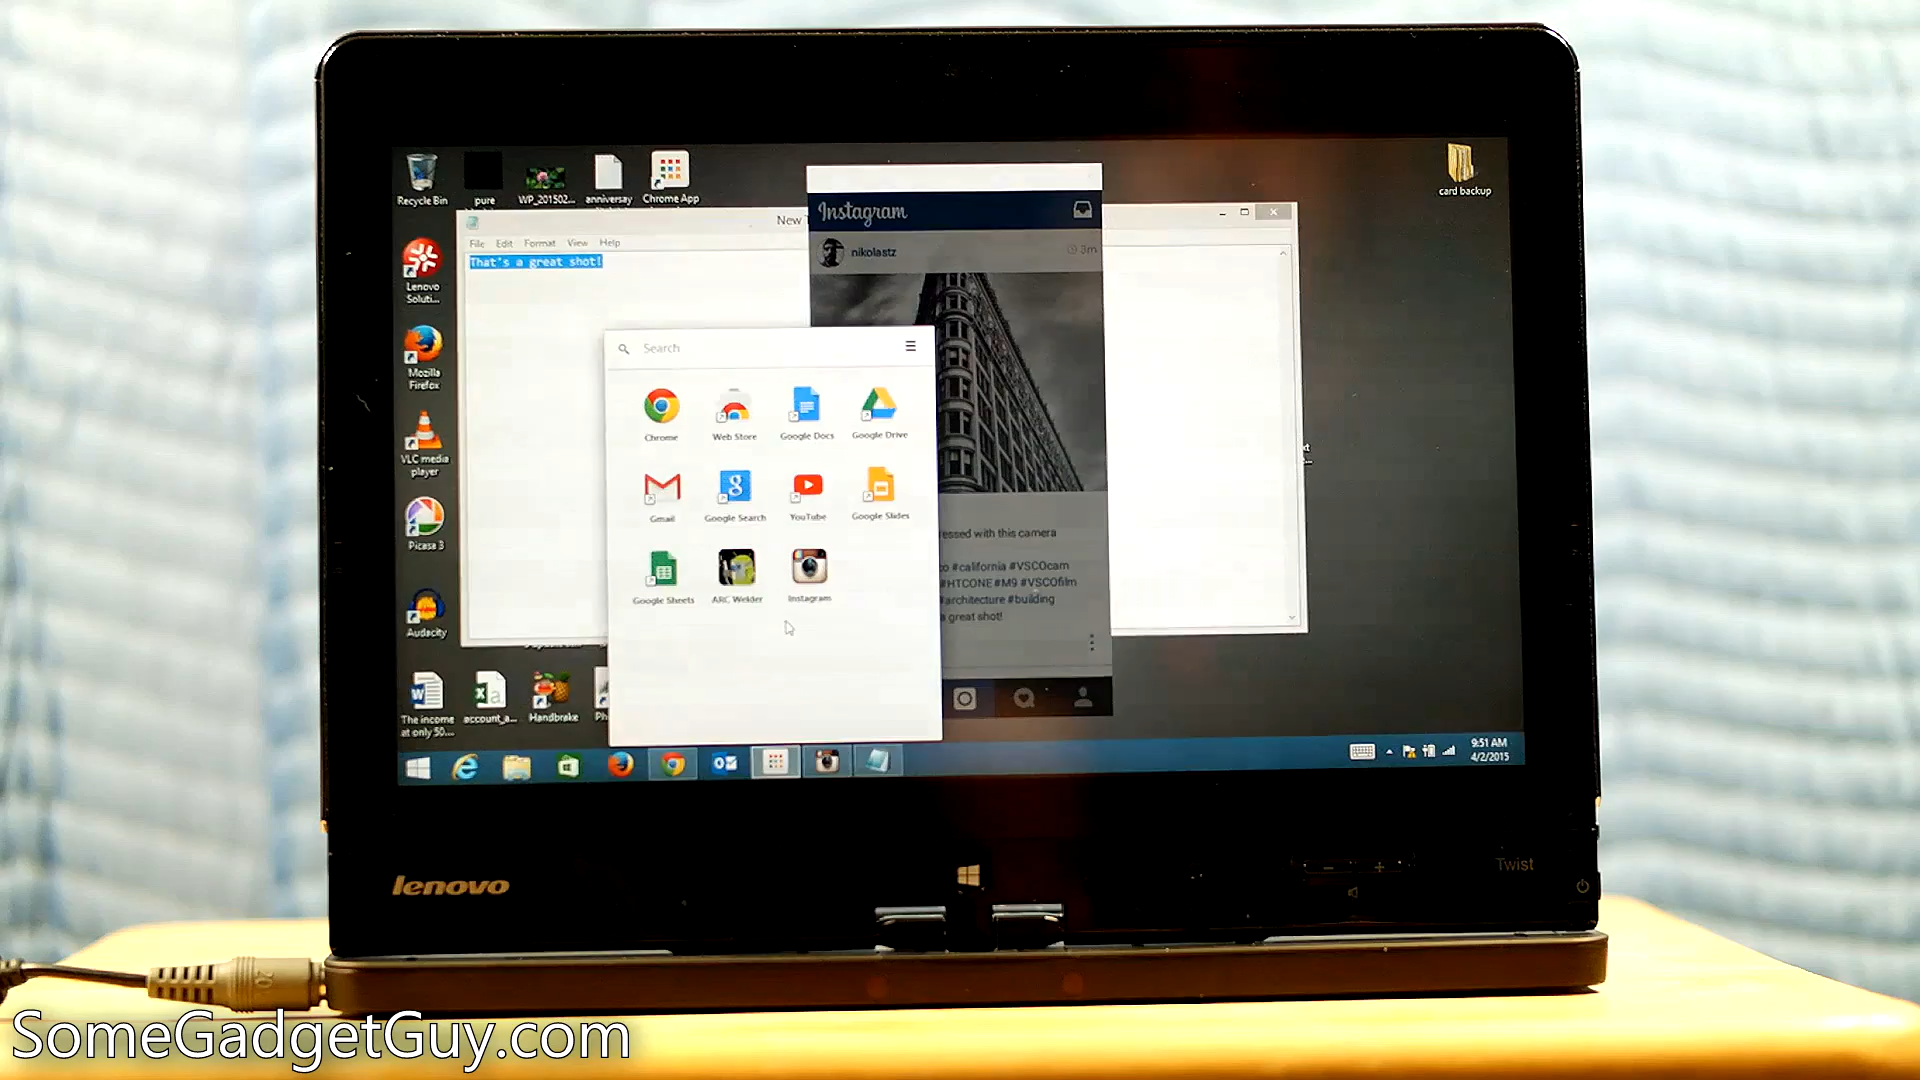 Recycle Bin
pure
WP_201502...
anniversay
Chrome App
card backup
Lenovo
Soluti...
Mozilla
Firefox
VLC media
player
Picasa 3
Audacity
The income
at only 50....
account_a...
Handbrake
Ph
New
File Edit Format View Help
That's a great shot!
Instagram
nikolastz
3m
essed with this camera
#california #VSCOcam
#HTCONE #M9 #VSCOfilm
#architecture #building
a great shot!
Search
Chrome
Web Store
Google Docs
Google Drive
Gmail
Google Search
YouTube
Google Slides
Google Sheets
ARC Welder
Instagram
9:51 AM
4/2/2015
lenovo
Twist
20
SomeGadgetGuy.com